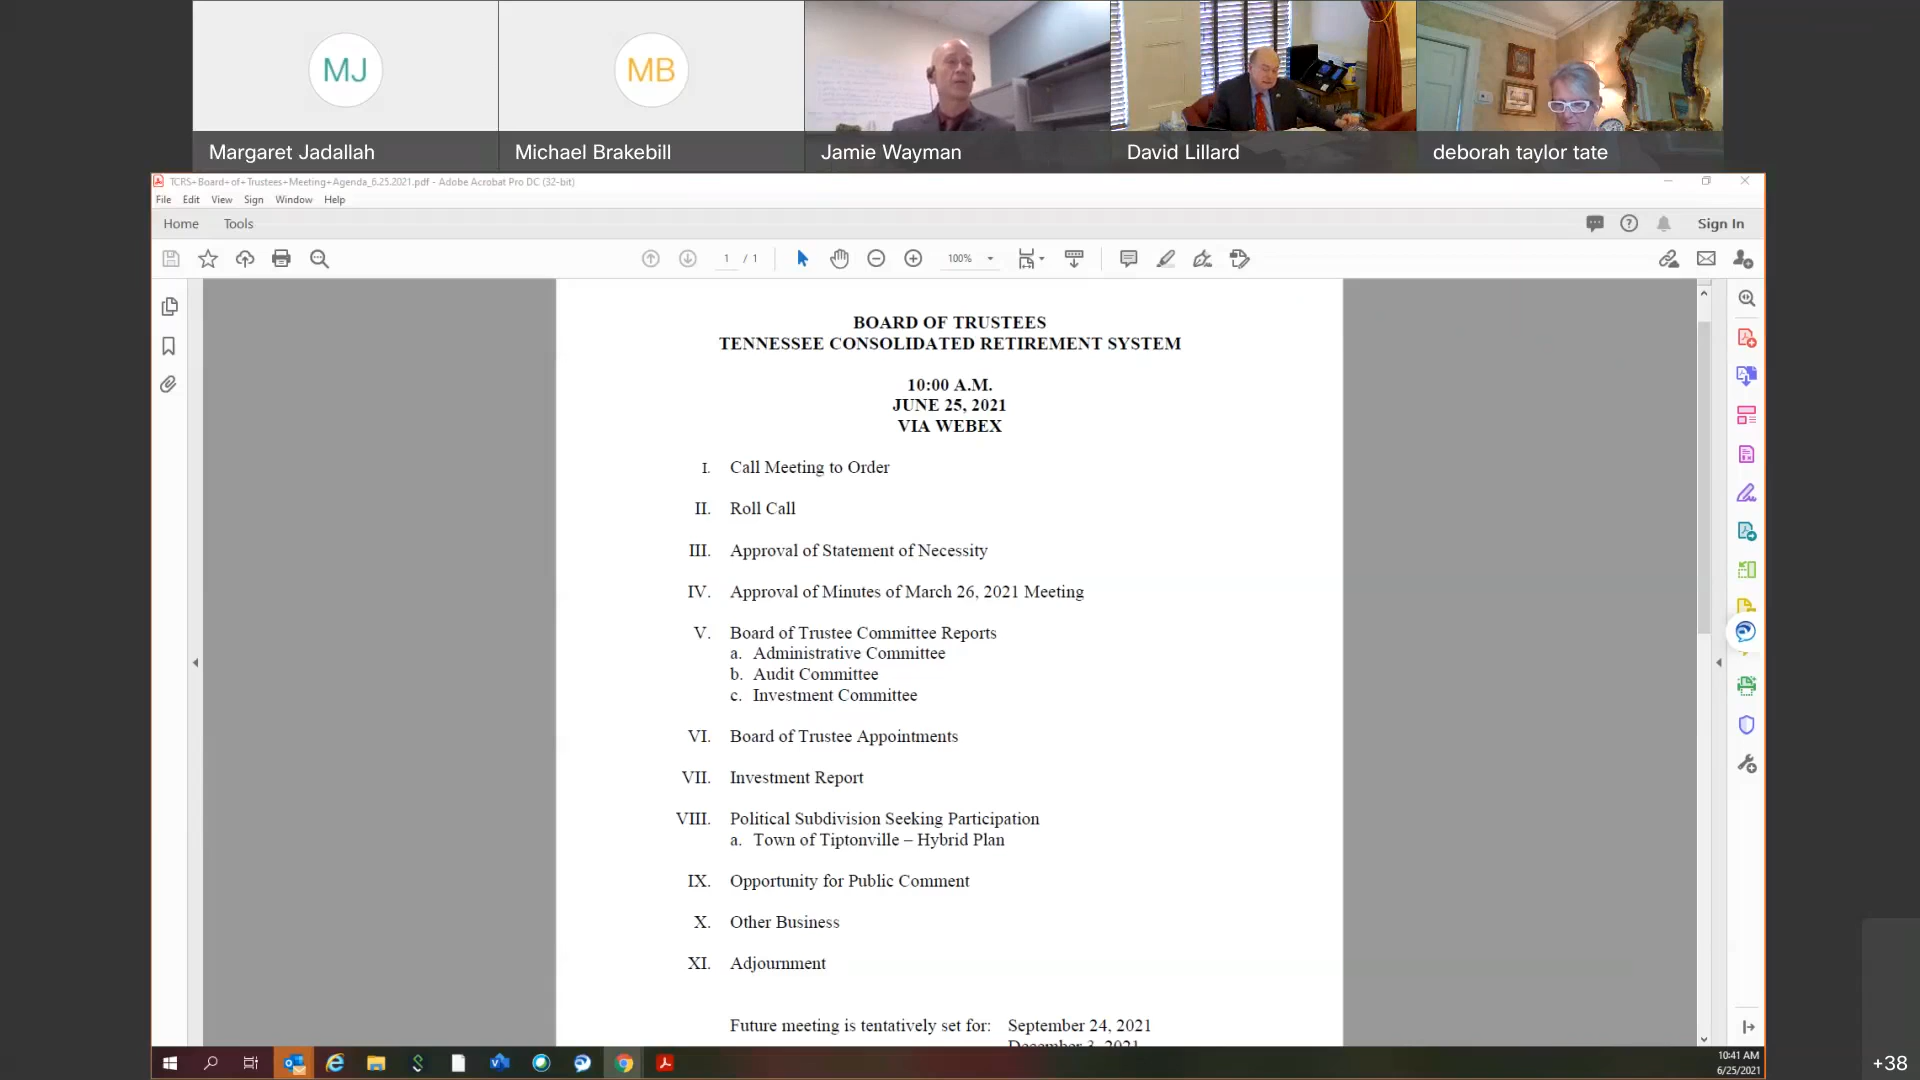 MJ
MB
Margaret Jadallah
Michael Brakebill
Jamie Wayman
David Lillard
deborah taylor tate
TCRS+Board+of+Trustees+Meeting+Agenda_6.25.2021.pdf - Adobe Acrobat Pro DC (32-bit)
File Edit View Sign Window Help
Home Tools
Sign In
1 / 1
100%
BOARD OF TRUSTEES
TENNESSEE CONSOLIDATED RETIREMENT SYSTEM
10:00 A.M.
JUNE 25, 2021
VIA WEBEX
I. Call Meeting to Order
II. Roll Call
III. Approval of Statement of Necessity
IV. Approval of Minutes of March 26, 2021 Meeting
V. Board of Trustee Committee Reports
a. Administrative Committee
b. Audit Committee
c. Investment Committee
VI. Board of Trustee Appointments
VII. Investment Report
VIII. Political Subdivision Seeking Participation
a. Town of Tiptonville – Hybrid Plan
IX. Opportunity for Public Comment
X. Other Business
XI. Adjournment
Future meeting is tentatively set for: September 24, 2021
December 3, 2021
10:41 AM
6/25/2021
+38